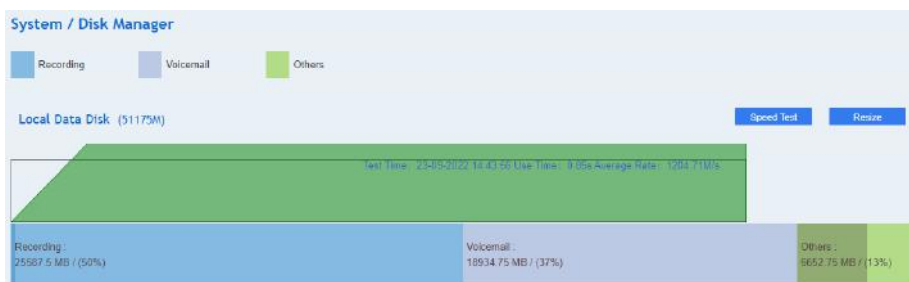 System / Disk Manager
Recording
Voicemail
Others
Local Data Disk (51175M)
Speed Test
Resize
Test Time: 23-09-2022 14:43:56 Use Time: 0.85s Average Rate: 1204.71M/s
Recording :
25587.5 MB / (50%)
Voicemail :
18934.75 MB / (37%)
Others :
6652.75 MB / (13%)